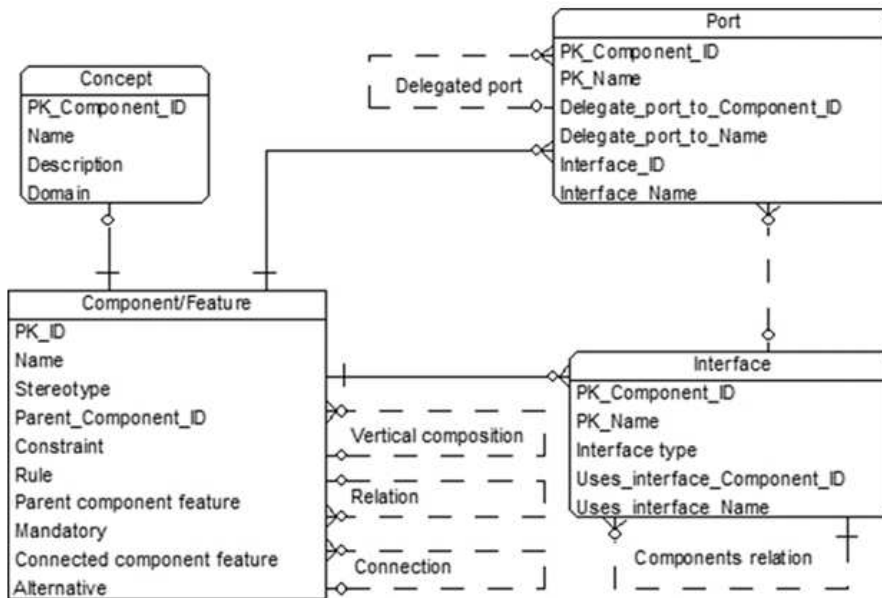 Port
PK_Component_ID
PK_Name
Delegate_port_to_Component_ID
Delegate_port_to_Name
Interface_ID
Interface_Name
Delegated port
Concept
PK_Component_ID
Name
Description
Domain
Component/Feature
PK_ID
Name
Stereotype
Parent_Component_ID
Constraint
Rule
Parent component feature
Mandatory
Connected component feature
Alternative
Vertical composition
Relation
Connection
Interface
PK_Component_ID
PK_Name
Interface type
Uses_interface_Component_ID
Uses_interface_Name
Components relation